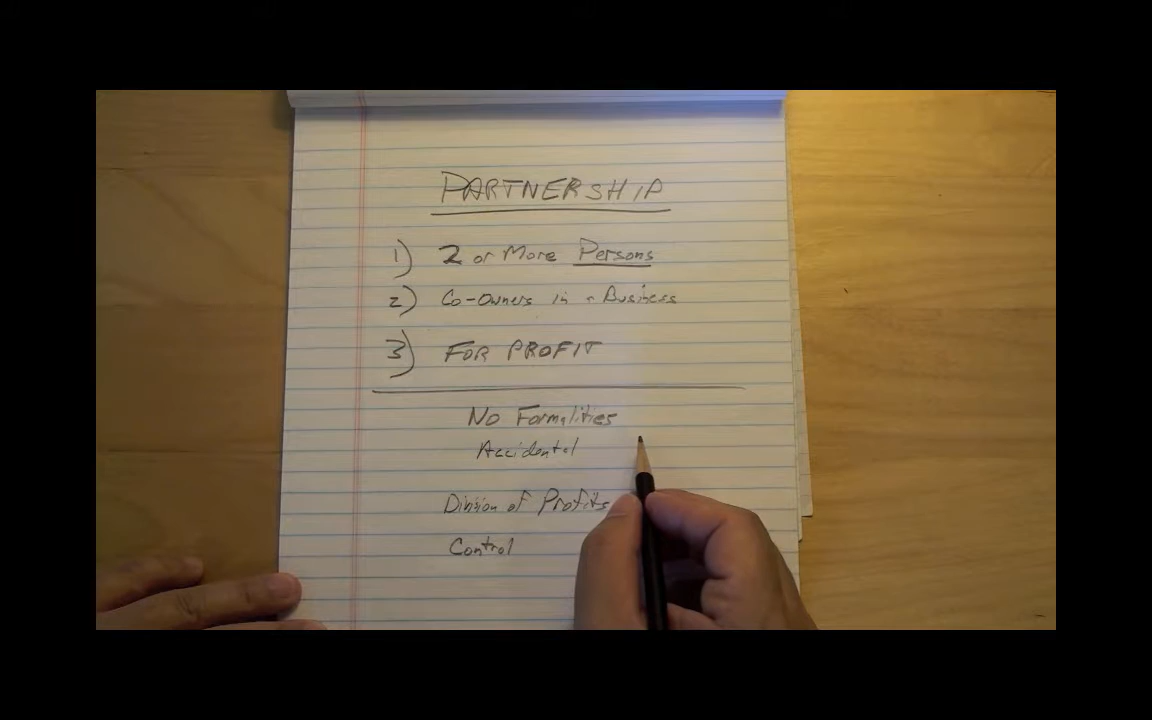 PARTNERSHIP
1) 2 or More Persons
2) Co-Owners in a Business
3) FOR PROFIT
No Formalities
Accidental
Division of Profits
Control